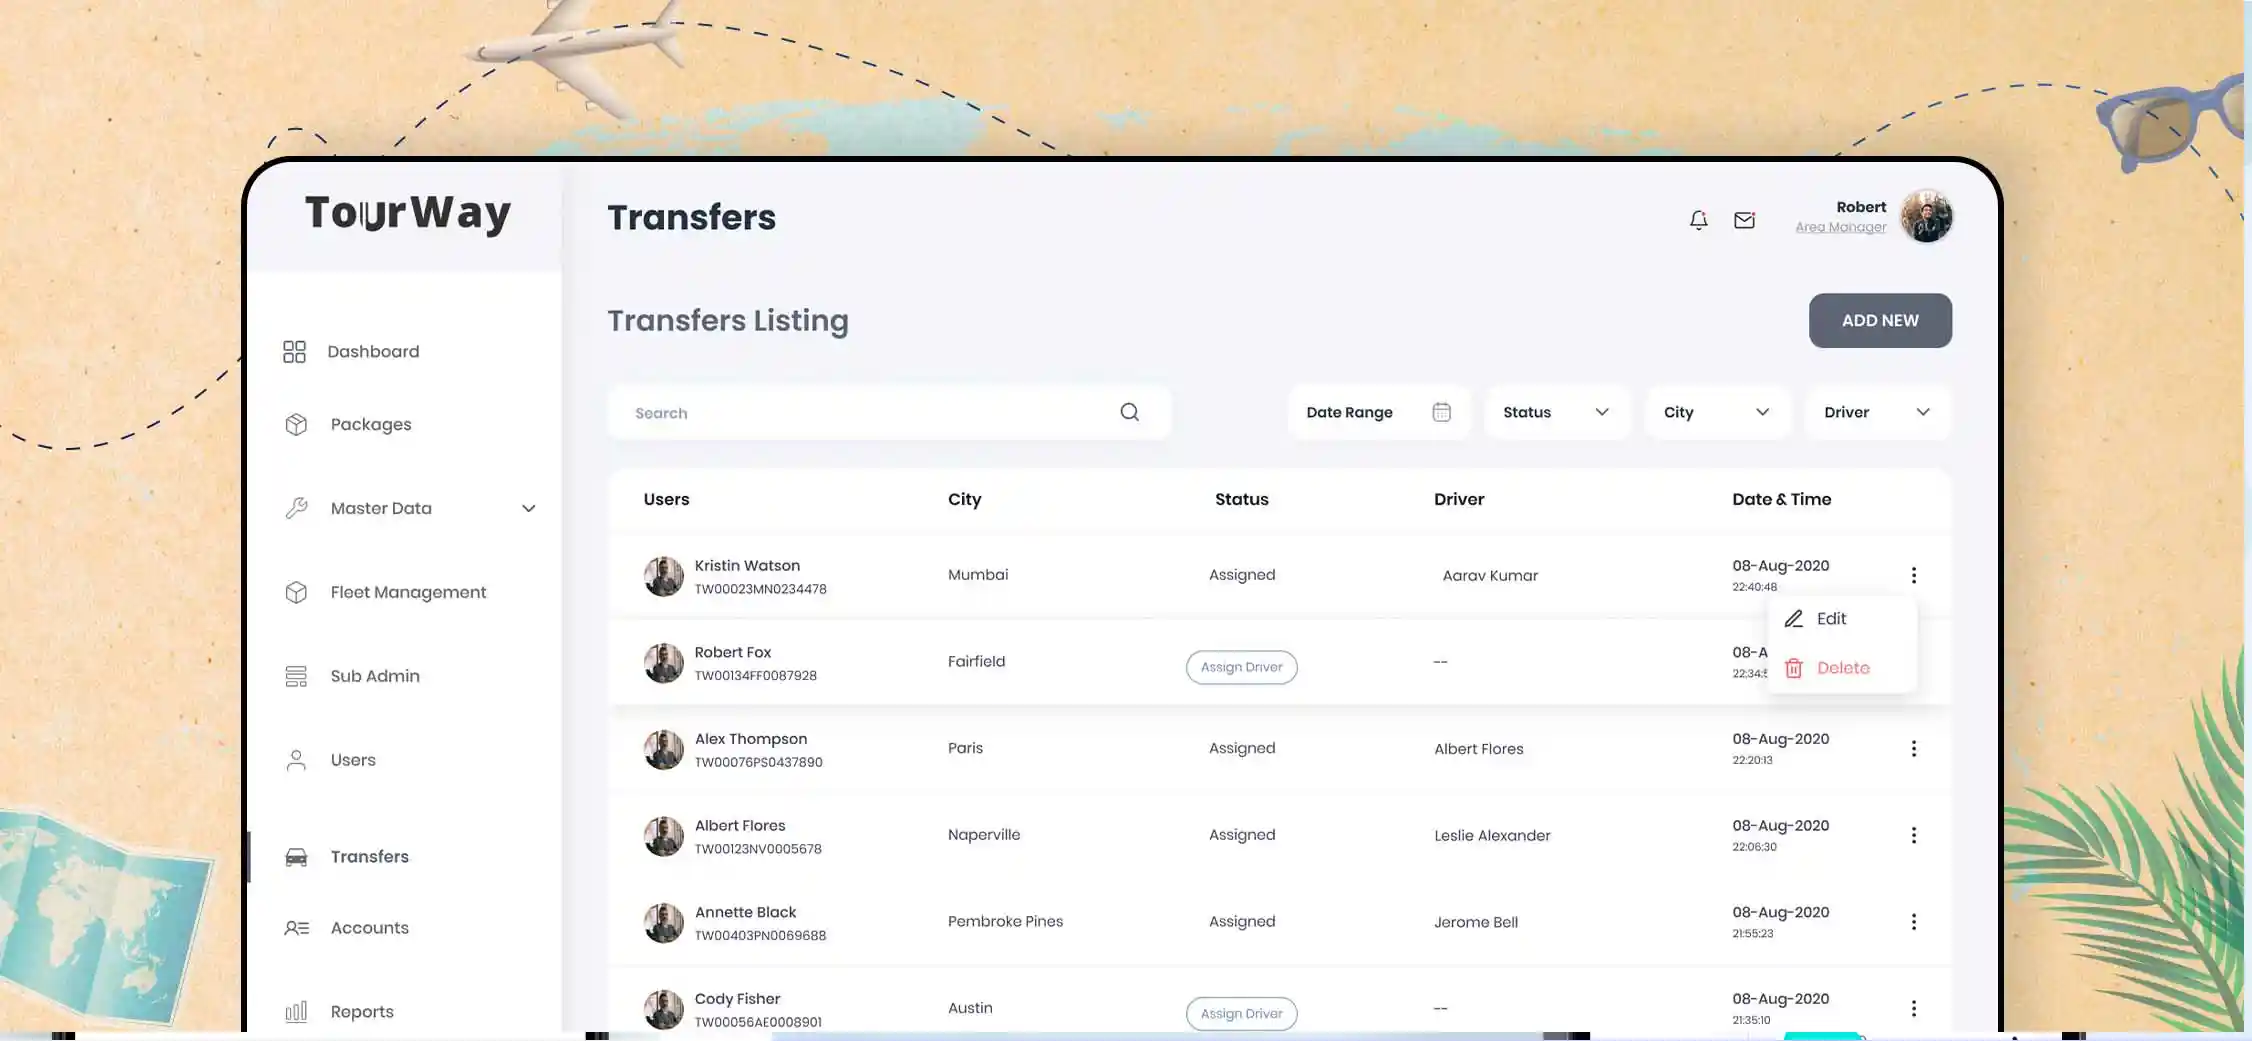 TourWay
Transfers
Robert
Area Manager
Transfers Listing
ADD NEW
Dashboard
Packages
Master Data
Fleet Management
Sub Admin
Users
Transfers
Accounts
Reports
Search
Date Range
Status
City
Driver
Users City Status Driver Date & Time
Kristin Watson
TW00023MN0234478
Mumbai
Assigned
Aarav Kumar
08-Aug-2020
22:40:48
Edit
Delete
Robert Fox
TW00134FF0087928
Fairfield
Assign Driver
--
08-A
22:34:
Alex Thompson
TW00076PS0437890
Paris
Assigned
Albert Flores
08-Aug-2020
22:20:13
Albert Flores
TW00123NV0005678
Naperville
Assigned
Leslie Alexander
08-Aug-2020
22:06:30
Annette Black
TW00403PN0069688
Pembroke Pines
Assigned
Jerome Bell
08-Aug-2020
21:55:23
Cody Fisher
TW00056AE0008901
Austin
Assign Driver
--
08-Aug-2020
21:35:10